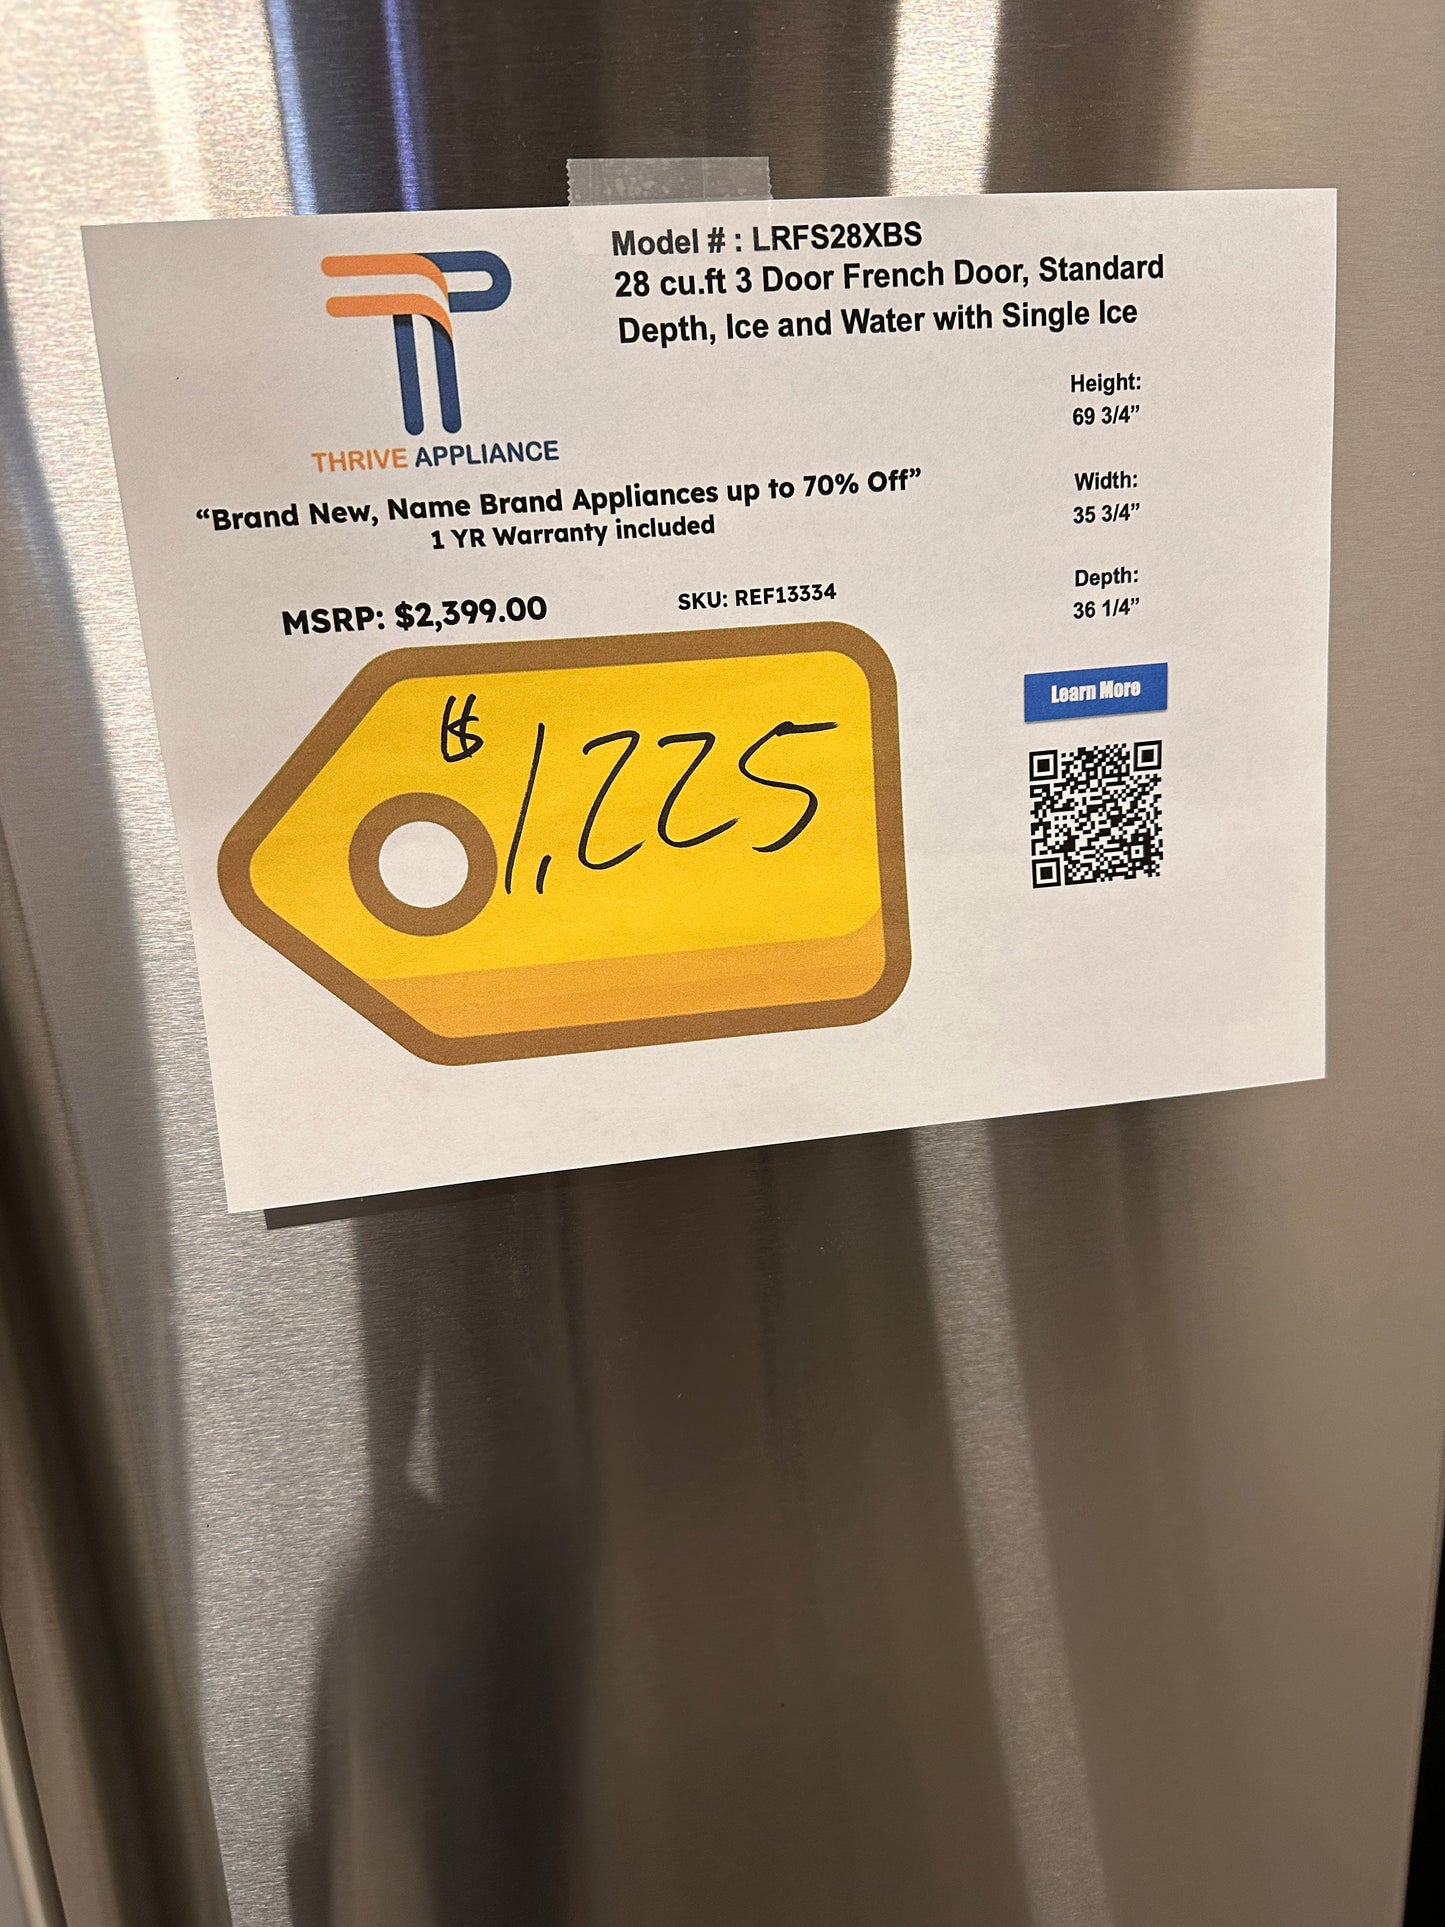 Model # : LRFS28XBS
28 cu.ft 3 Door French Door, Standard
Depth, Ice and Water with Single Ice
THRIVE APPLIANCE
“Brand New, Name Brand Appliances up to 70% Off”
1 YR Warranty included
MSRP: $2,399.00
SKU: REF13334
$1,225
Height:
69 3/4”
Width:
35 3/4”
Depth:
36 1/4”
Learn More